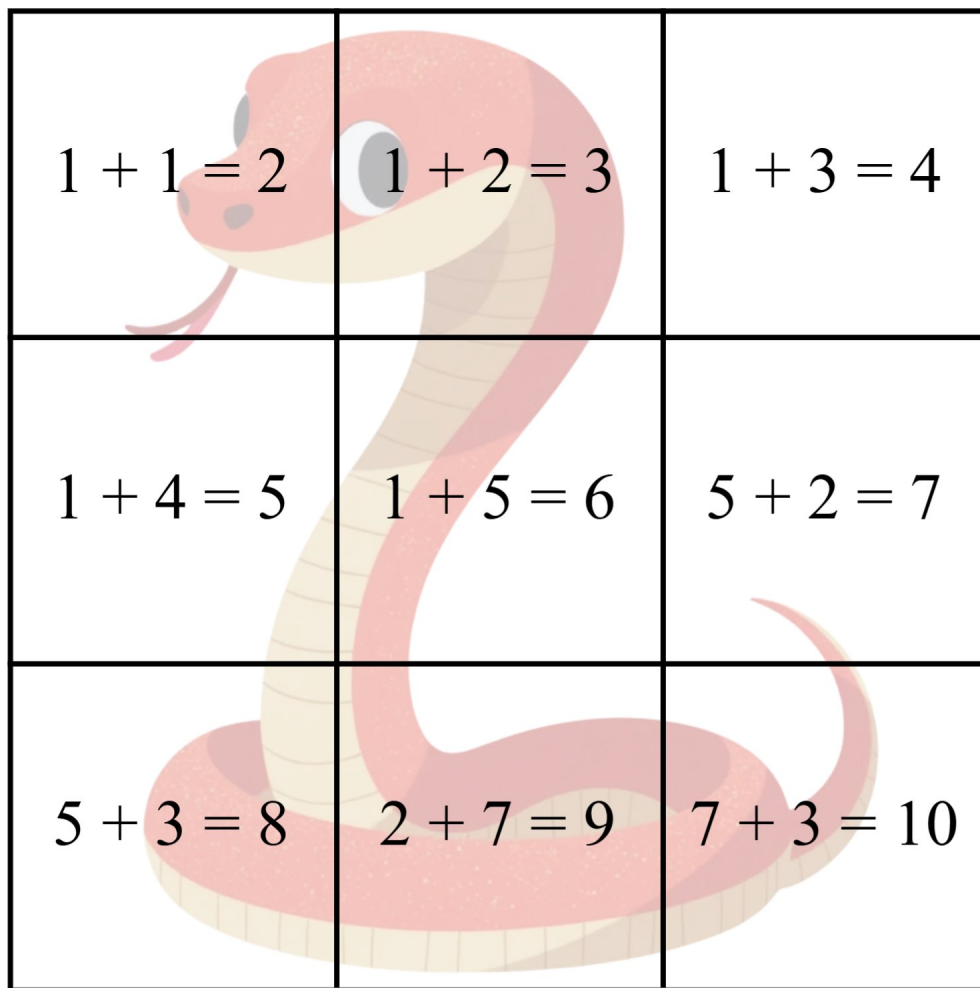 1 + 1 = 2 1 + 2 = 3 1 + 3 = 4
1 + 4 = 5 1 + 5 = 6 5 + 2 = 7
5 + 3 = 8 2 + 7 = 9 7 + 3 = 10